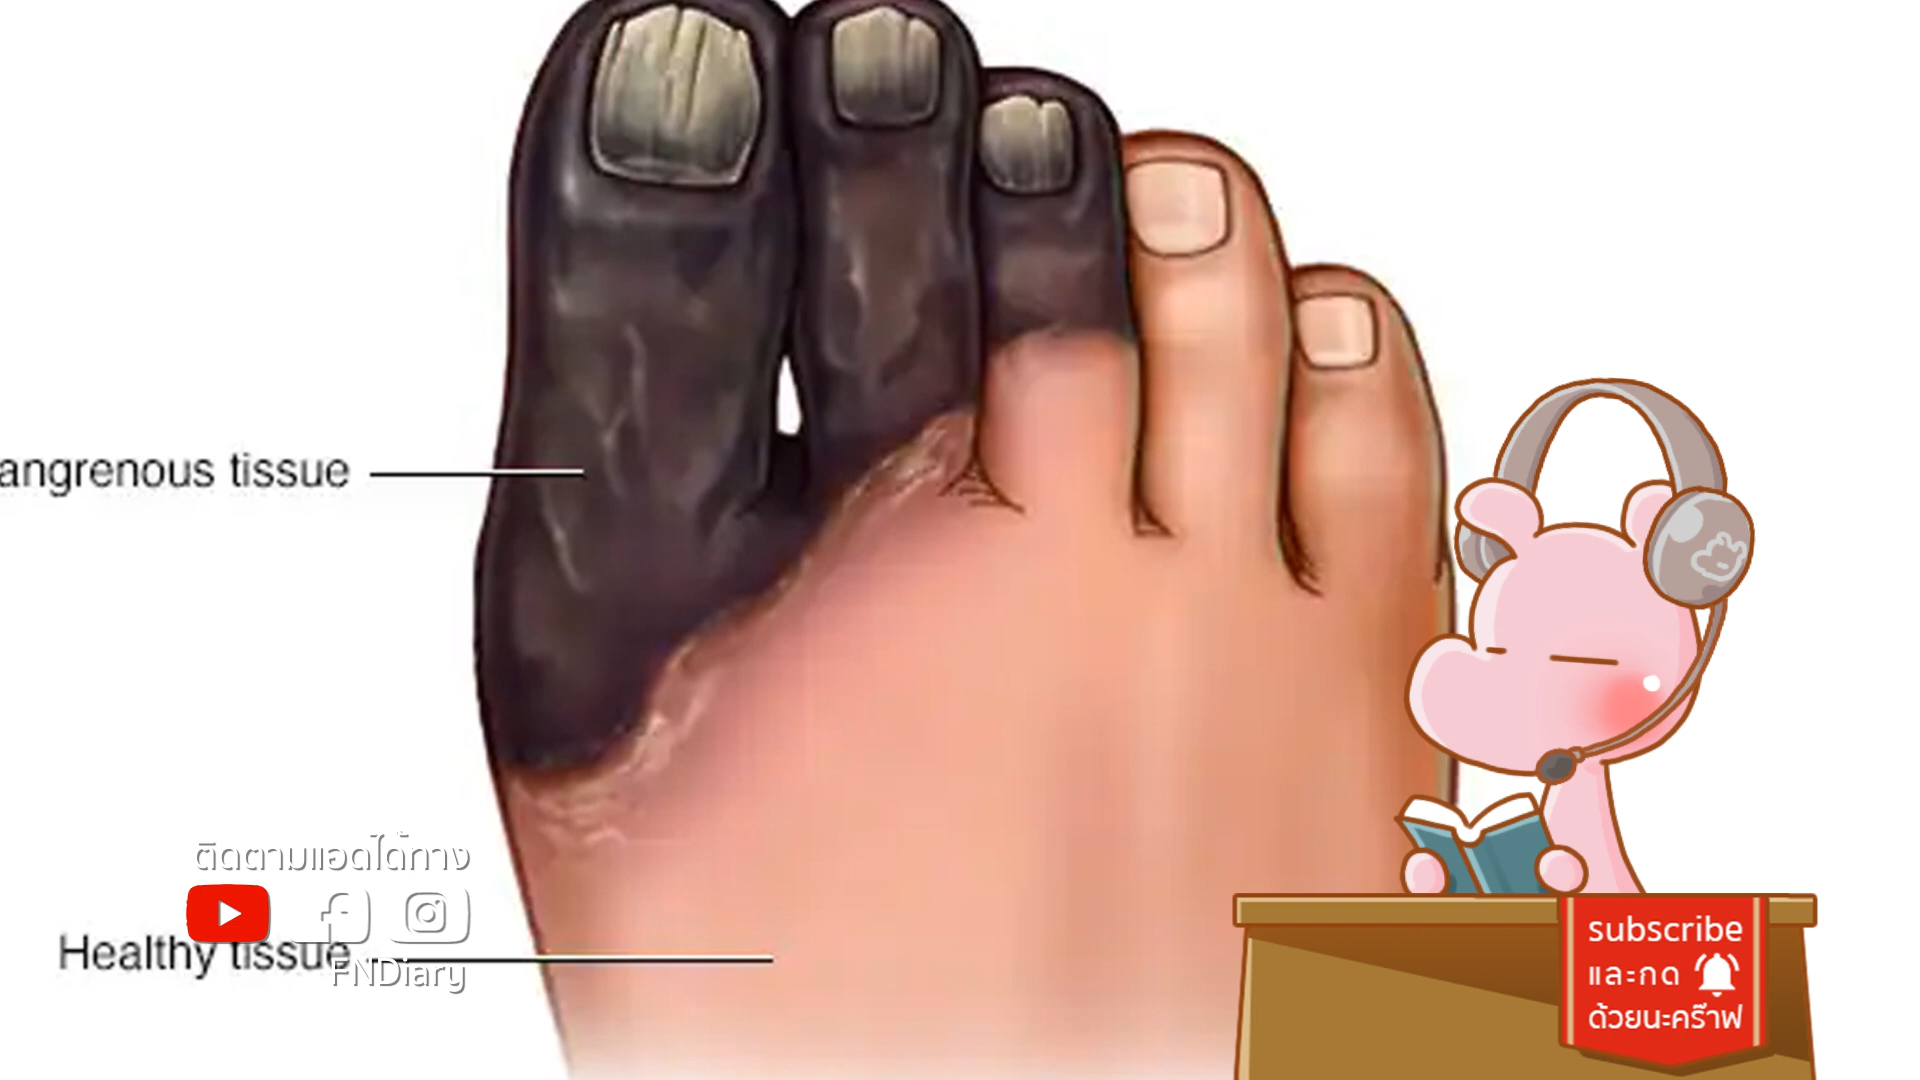 angrenous tissue
ติดตามแอดได้ทาง
Healthy tissue
FNDiary
subscribe
และกด
ด้วยนะคร๊าฟ